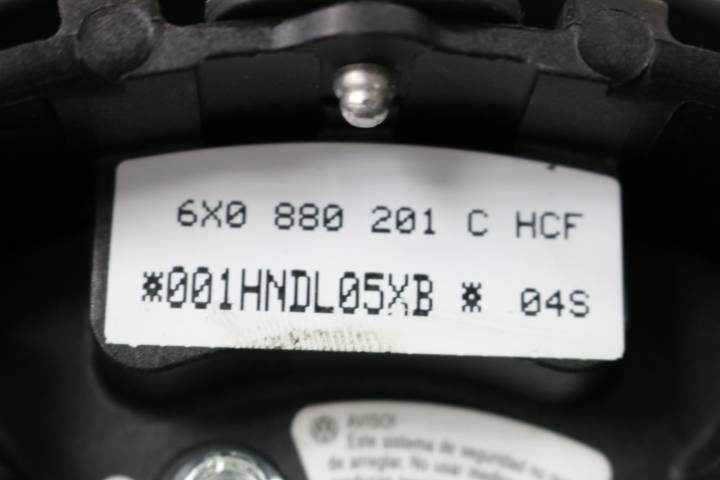 6X0 880 201 C HCF
*001HNDL05XB * 04S
AVISO!
Este sistema de seguridad no
de arreglar. No usar